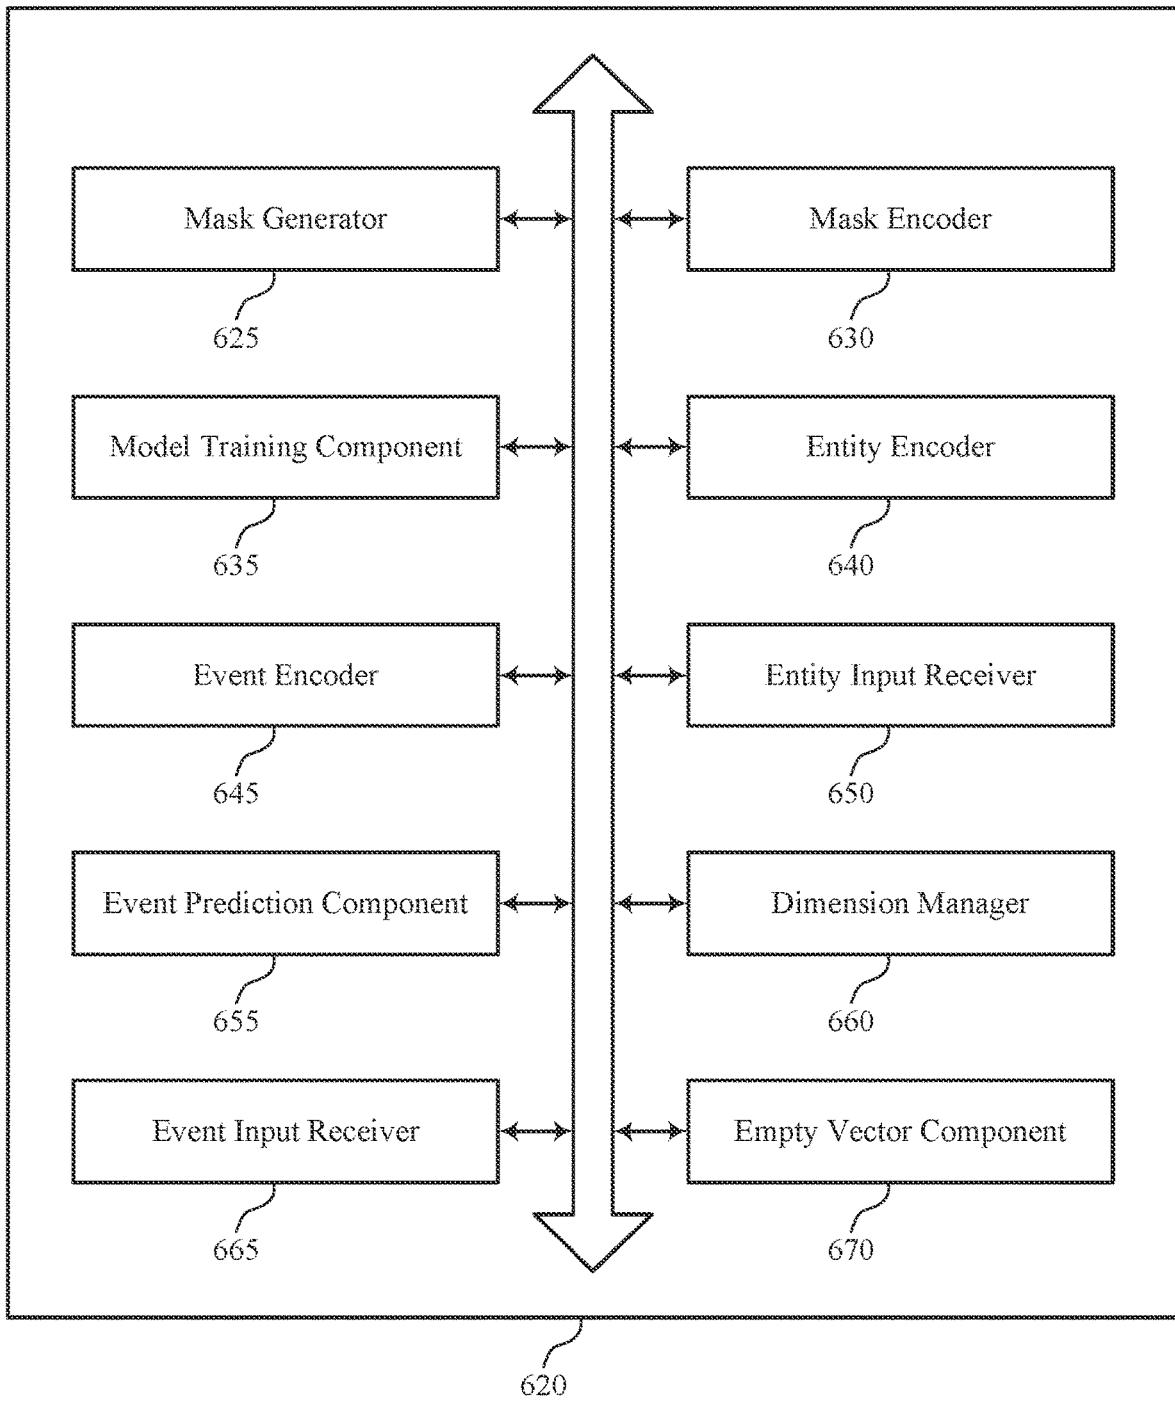 Mask Generator
Mask Encoder
625
630
Model Training Component
Entity Encoder
635
640
Event Encoder
Entity Input Receiver
645
650
Event Prediction Component
Dimension Manager
655
660
Event Input Receiver
Empty Vector Component
665
670
620